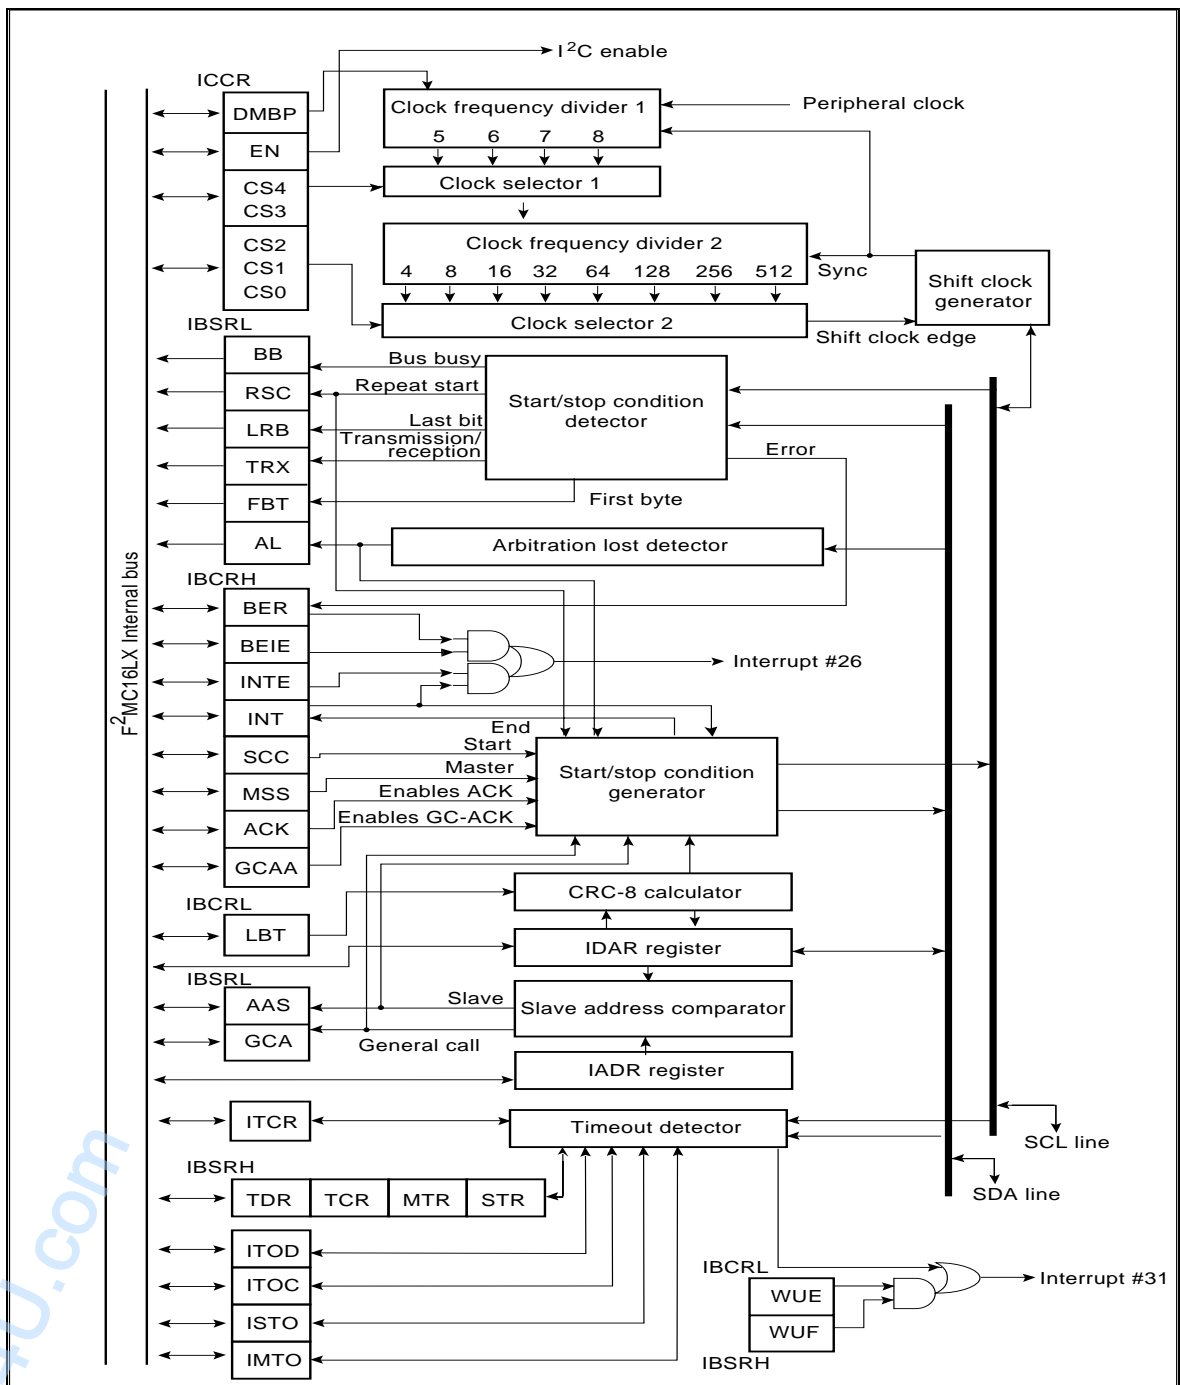 I²C enable
ICCR
DMBP
Clock frequency divider 1
Peripheral clock
5 6 7 8
EN
CS4
CS3
Clock selector 1
CS2
CS1
CS0
Clock frequency divider 2
4 8 16 32 64 128 256 512
Sync
Shift clock
generator
Clock selector 2
Shift clock edge
IBSRL
BB
Bus busy
RSC
Repeat start
Start/stop condition
detector
LRB
Last bit
Transmission/
reception
TRX
Error
FBT
First byte
AL
Arbitration lost detector
F²MC16LX Internal bus
IBCRH
BER
BEIE
INTE
Interrupt #26
INT
End
SCC
Start
Start/stop condition
generator
MSS
Master
ACK
Enables ACK
GCAA
Enables GC-ACK
CRC-8 calculator
IBCRL
LBT
IDAR register
IBSRL
AAS
Slave
Slave address comparator
GCA
General call
IADR register
ITCR
Timeout detector
SCL line
SDA line
IBSRH
TDR TCR MTR STR
ITOD
ITOC
ISTO
IMTO
IBCRL
WUE
WUF
IBSRH
Interrupt #31
4U.com